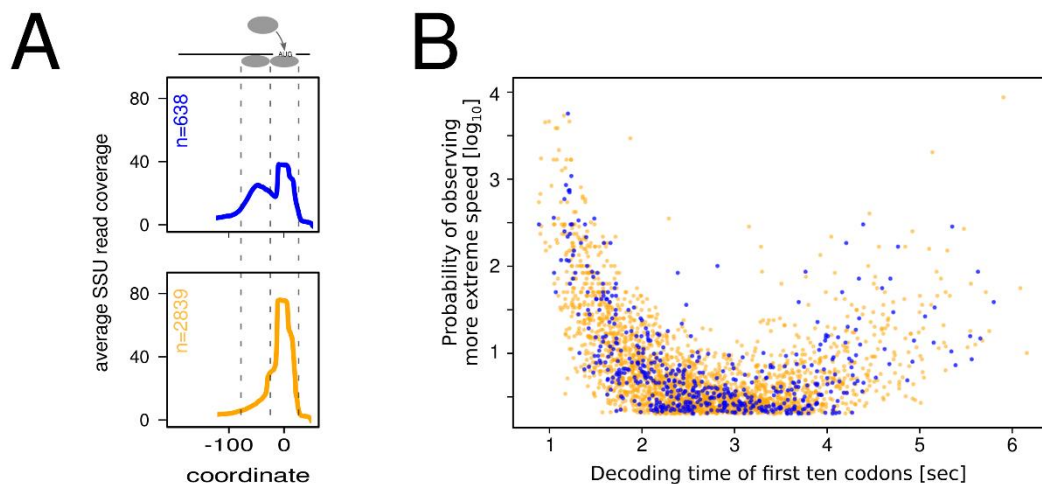 A
AUG
average SSU read coverage
n=638
80
40
0
n=2839
80
40
0
-100 0
coordinate
B
Probability of observing
more extreme speed [log10]
4
3
2
1
1 2 3 4 5 6
Decoding time of first ten codons [sec]